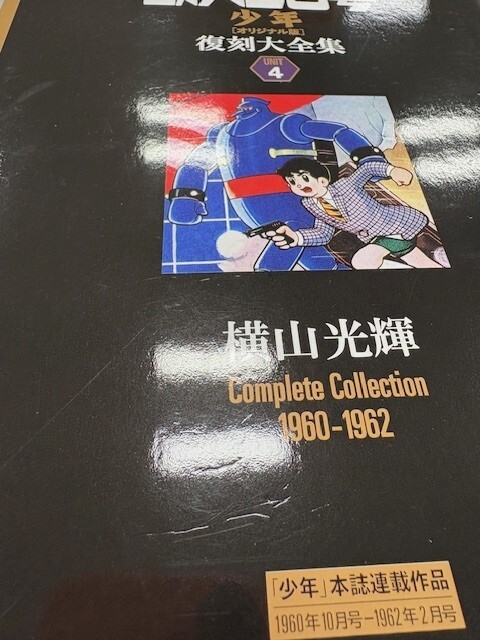 少年
[オリジナル版]
復刻大全集
UNIT
4
横山光輝
Complete Collection
1960-1962
「少年」本誌連載作品
1960年10月号―1962年2月号